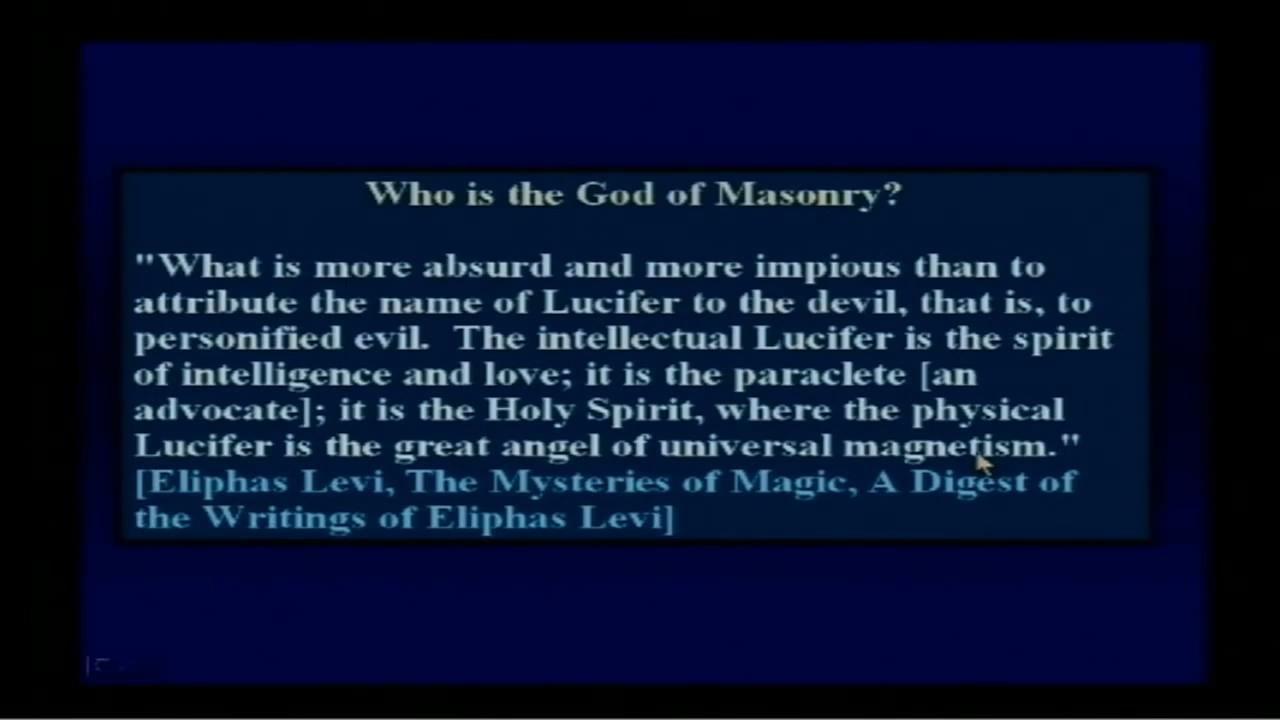 Who is the God of Masonry?
"What is more absurd and more impious than to
attribute the name of Lucifer to the devil, that is, to
personified evil. The intellectual Lucifer is the spirit
of intelligence and love; it is the paraclete [an
advocate]; it is the Holy Spirit, where the physical
Lucifer is the great angel of universal magnetism."
[Eliphas Levi, The Mysteries of Magic, A Digest of
the Writings of Eliphas Levi]